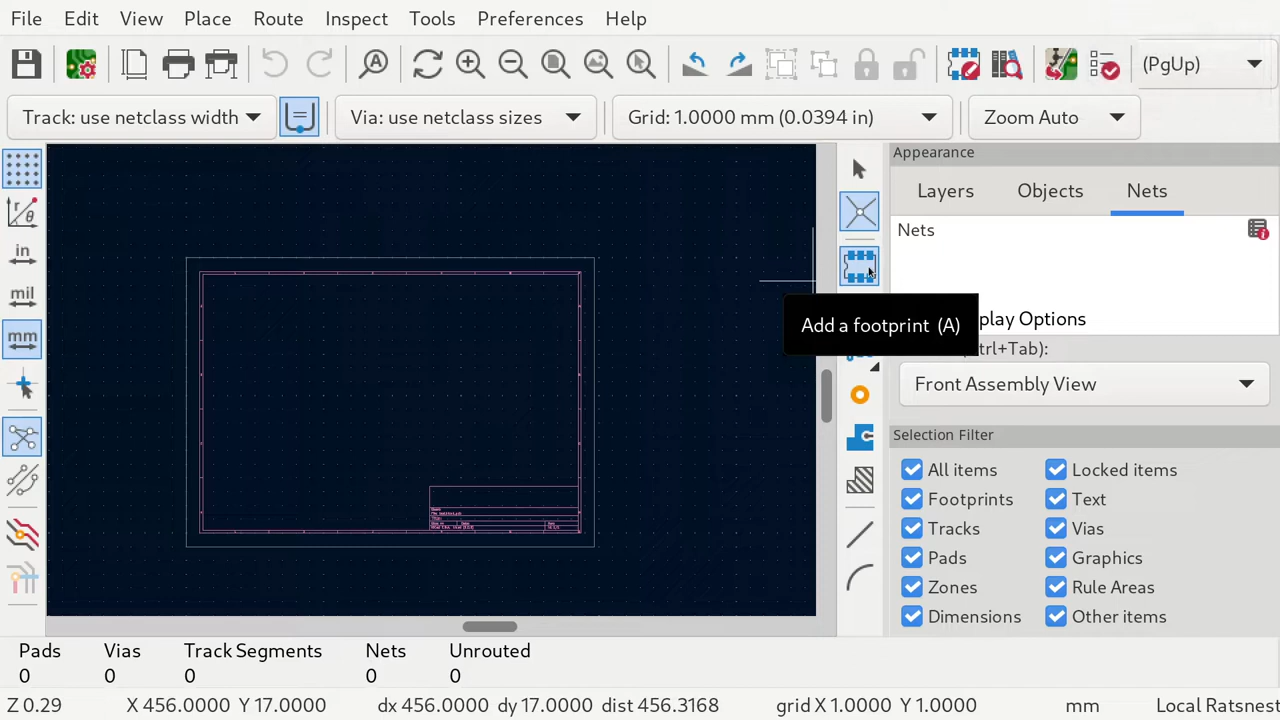 File Edit View Place Route Inspect Tools Preferences Help
(PgUp)
Track: use netclass width Via: use netclass sizes Grid: 1.0000 mm (0.0394 in) Zoom Auto
Appearance
Layers Objects Nets
r
θ
Nets
in
mil
mm
Add a footprint (A)
play Options
trl+Tab):
Front Assembly View
Selection Filter
All items Locked items
Footprints Text
Tracks Vias
Pads Graphics
Zones Rule Areas
Dimensions Other items
Pads Vias Track Segments Nets Unrouted
0 0 0 0 0
Z 0.29 X 456.0000 Y 17.0000 dx 456.0000 dy 17.0000 dist 456.3168 grid X 1.0000 Y 1.0000 mm Local Ratsnest